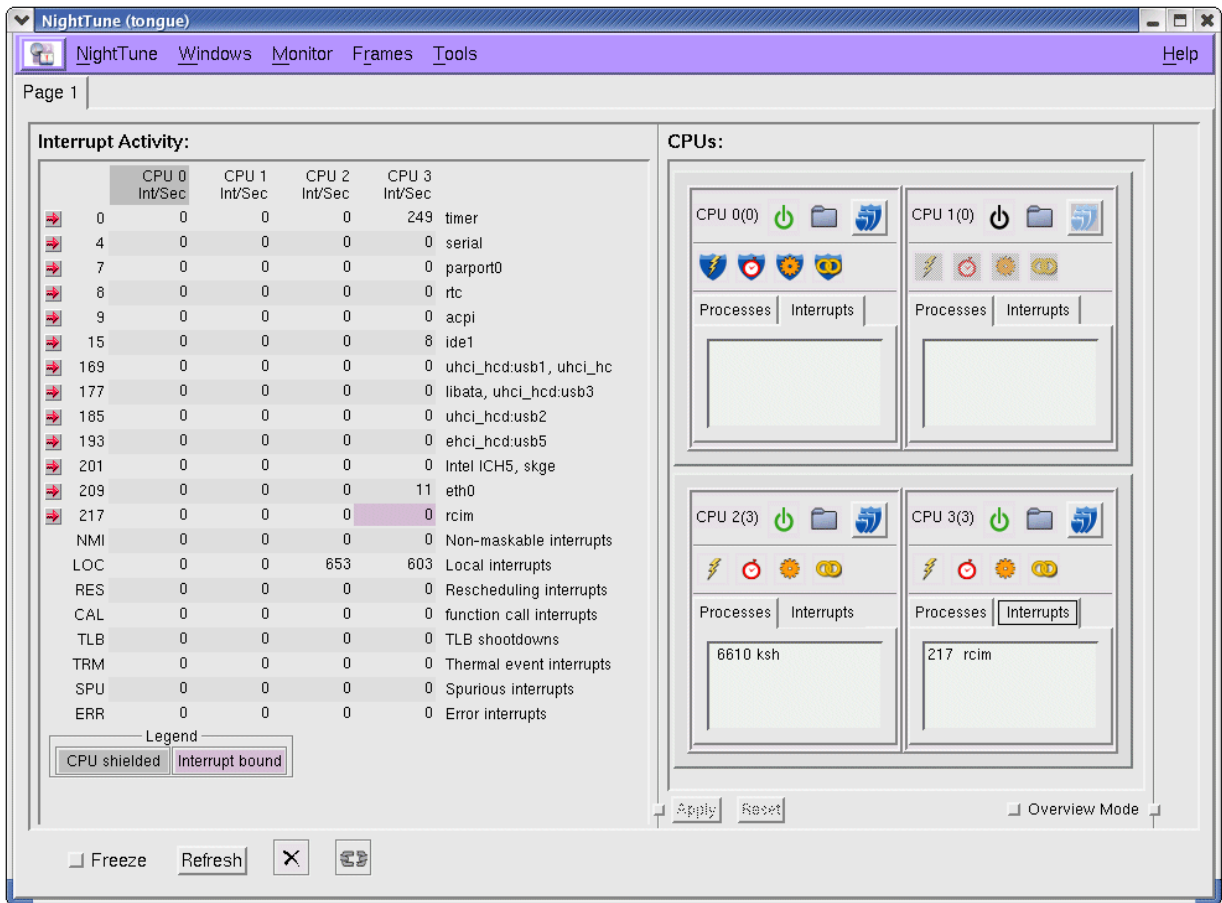 NightTune (tongue)
NightTune Windows Monitor Frames Tools Help
Page 1
Interrupt Activity:
CPU 0 CPU 1 CPU 2 CPU 3
Int/Sec Int/Sec Int/Sec Int/Sec
0 0 0 0 249 timer
4 0 0 0 0 serial
7 0 0 0 0 parport0
8 0 0 0 0 rtc
9 0 0 0 0 acpi
15 0 0 0 8 ide1
169 0 0 0 0 uhci_hcd:usb1, uhci_hc
177 0 0 0 0 libata, uhci_hcd:usb3
185 0 0 0 0 uhci_hcd:usb2
193 0 0 0 0 ehci_hcd:usb5
201 0 0 0 0 Intel ICH5, skge
209 0 0 0 11 eth0
217 0 0 0 0 rcim
NMI 0 0 0 0 Non-maskable interrupts
LOC 0 0 653 603 Local interrupts
RES 0 0 0 0 Rescheduling interrupts
CAL 0 0 0 0 function call interrupts
TLB 0 0 0 0 TLB shootdowns
TRM 0 0 0 0 Thermal event interrupts
SPU 0 0 0 0 Spurious interrupts
ERR 0 0 0 0 Error interrupts
Legend
CPU shielded Interrupt bound
CPUs:
CPU 0(0)
Processes Interrupts
CPU 1(0)
Processes Interrupts
CPU 2(3)
Processes Interrupts
6610 ksh
CPU 3(3)
Processes Interrupts
217 rcim
Apply Reset Overview Mode
Freeze Refresh